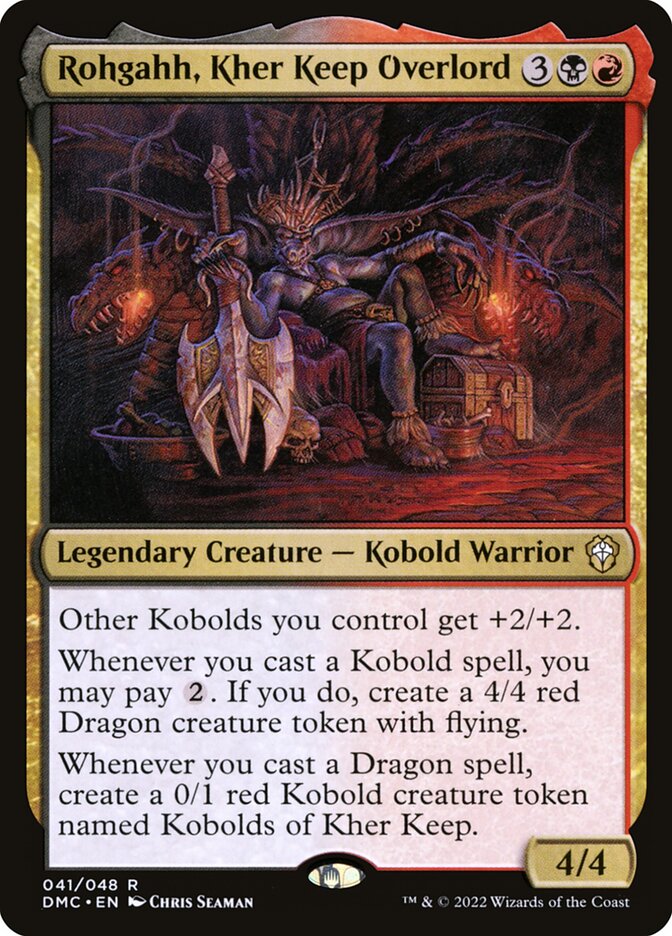 Rohgahh, Kher Keep Overlord 3
Legendary Creature — Kobold Warrior
Other Kobolds you control get +2/+2.
Whenever you cast a Kobold spell, you
may pay 2. If you do, create a 4/4 red
Dragon creature token with flying.
Whenever you cast a Dragon spell,
create a 0/1 red Kobold creature token
named Kobolds of Kher Keep.
4/4
041/048 R
DMC • EN Chris Seaman
™ & © 2022 Wizards of the Coast